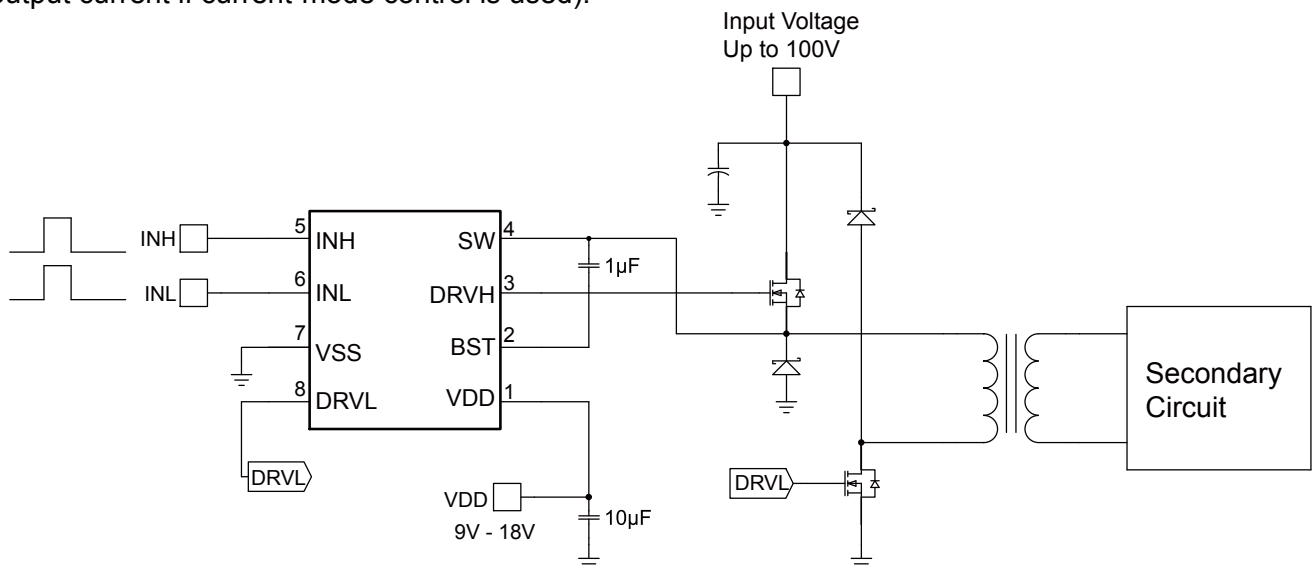 output current if current-mode control is used).
Input Voltage
Up to 100V
INH
5
INH
SW
4
1µF
INL
6
INL
DRVH
3
7
VSS
BST
2
8
DRVL
VDD
1
Secondary
Circuit
DRVL
DRVL
VDD
9V - 18V
10µF